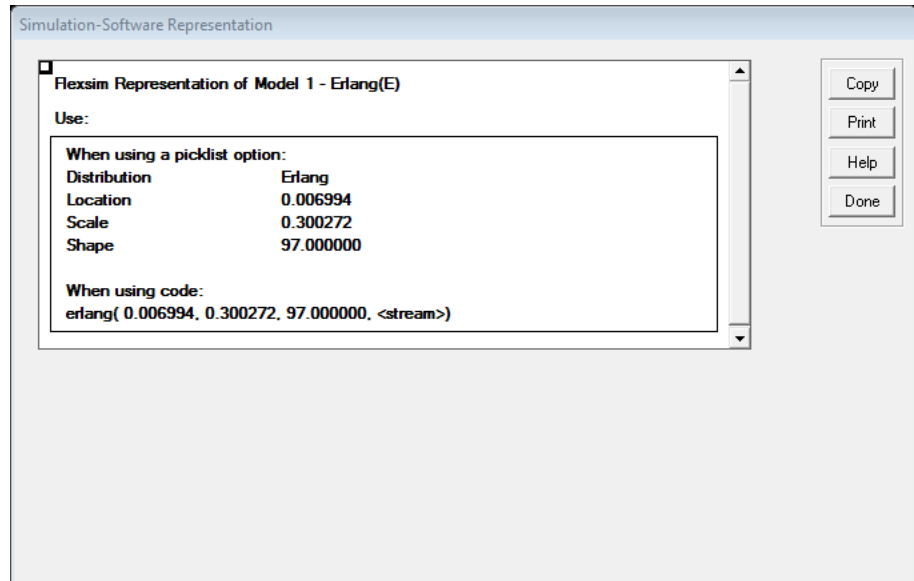 Simulation-Software Representation
Flexsim Representation of Model 1 - Erlang(E)
Use:
When using a picklist option:
Distribution Erlang
Location 0.006994
Scale 0.300272
Shape 97.000000
When using code:
erlang( 0.006994, 0.300272, 97.000000, <stream>)
Copy
Print
Help
Done